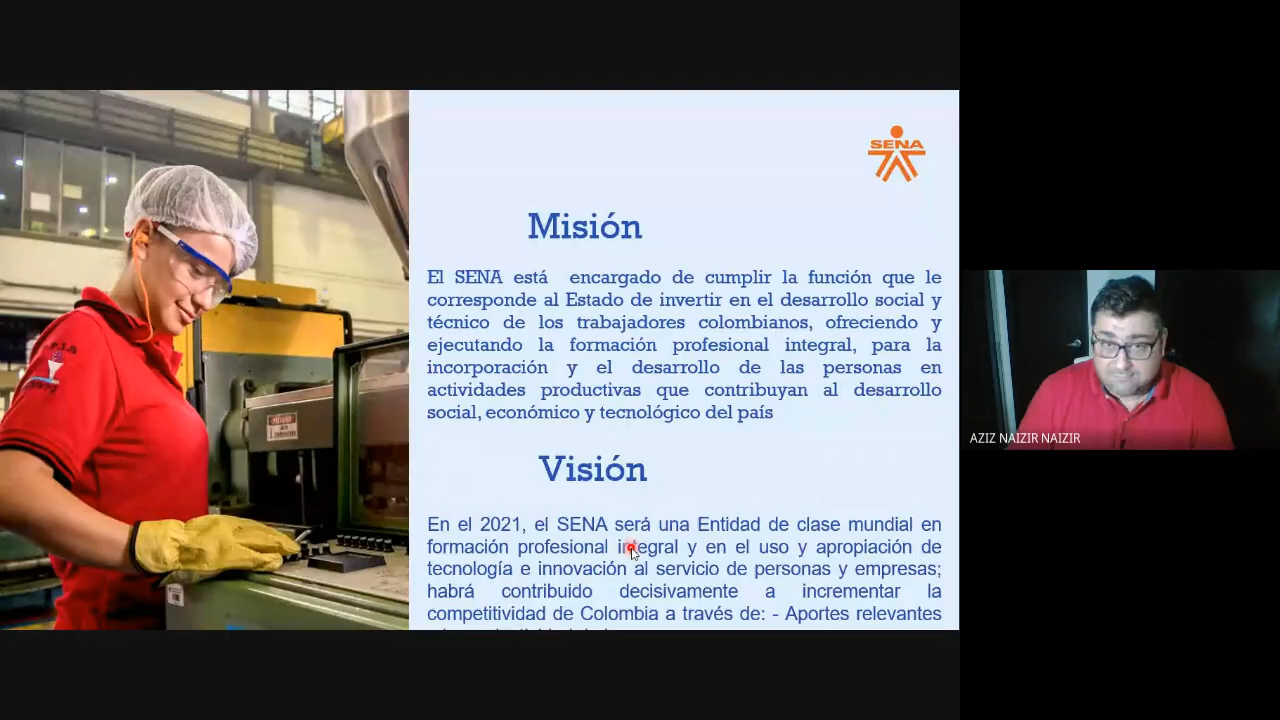 SENA
Misión
El SENA está encargado de cumplir la función que le
corresponde al Estado de invertir en el desarrollo social y
técnico de los trabajadores colombianos, ofreciendo y
ejecutando la formación profesional integral, para la
incorporación y el desarrollo de las personas en
actividades productivas que contribuyan al desarrollo
social, económico y tecnológico del país
Visión
En el 2021, el SENA será una Entidad de clase mundial en
formación profesional integral y en el uso y apropiación de
tecnología e innovación al servicio de personas y empresas;
habrá contribuido decisivamente a incrementar la
competitividad de Colombia a través de: - Aportes relevantes
AZIZ NAIZIR NAIZIR